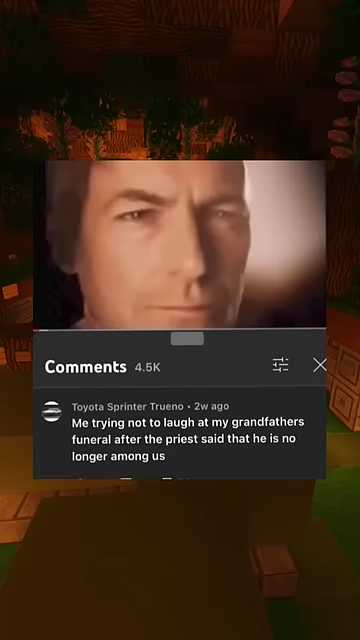 Comments 4.5K
Toyota Sprinter Trueno • 2w ago
Me trying not to laugh at my grandfathers
funeral after the priest said that he is no
longer among us